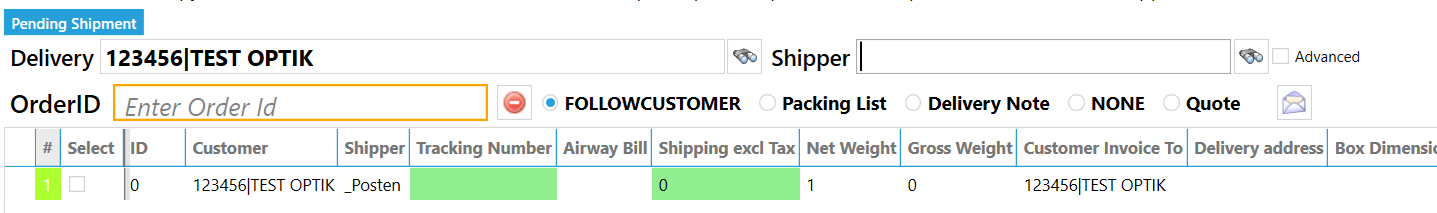 Pending Shipment
Delivery 123456|TEST OPTIK Shipper Advanced
OrderID Enter Order Id FOLLOWCUSTOMER Packing List Delivery Note NONE Quote
# Select ID Customer Shipper Tracking Number Airway Bill Shipping excl Tax Net Weight Gross Weight Customer Invoice To Delivery address Box Dimensi
1 0 123456|TEST OPTIK _Posten 0 1 0 123456|TEST OPTIK